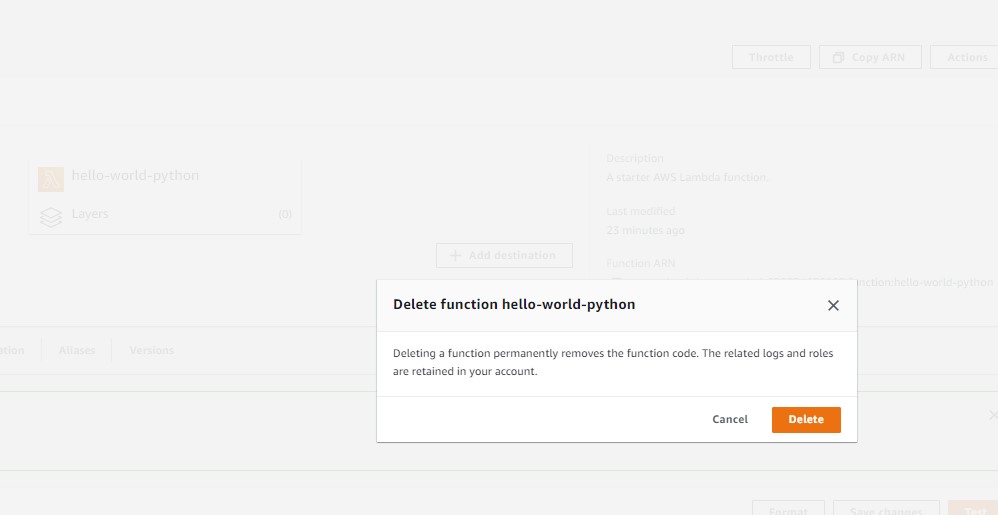 Throttle
Copy ARN
Actions
hello-world-python
Layers
(0)
Description
A starter AWS Lambda function.
Last modified
23 minutes ago
Add destination
Function ARN
function:hello-world-python
Delete function hello-world-python
Deleting a function permanently removes the function code. The related logs and roles
are retained in your account.
Cancel
Delete
Aliases
Versions
Format
Save changes
Test